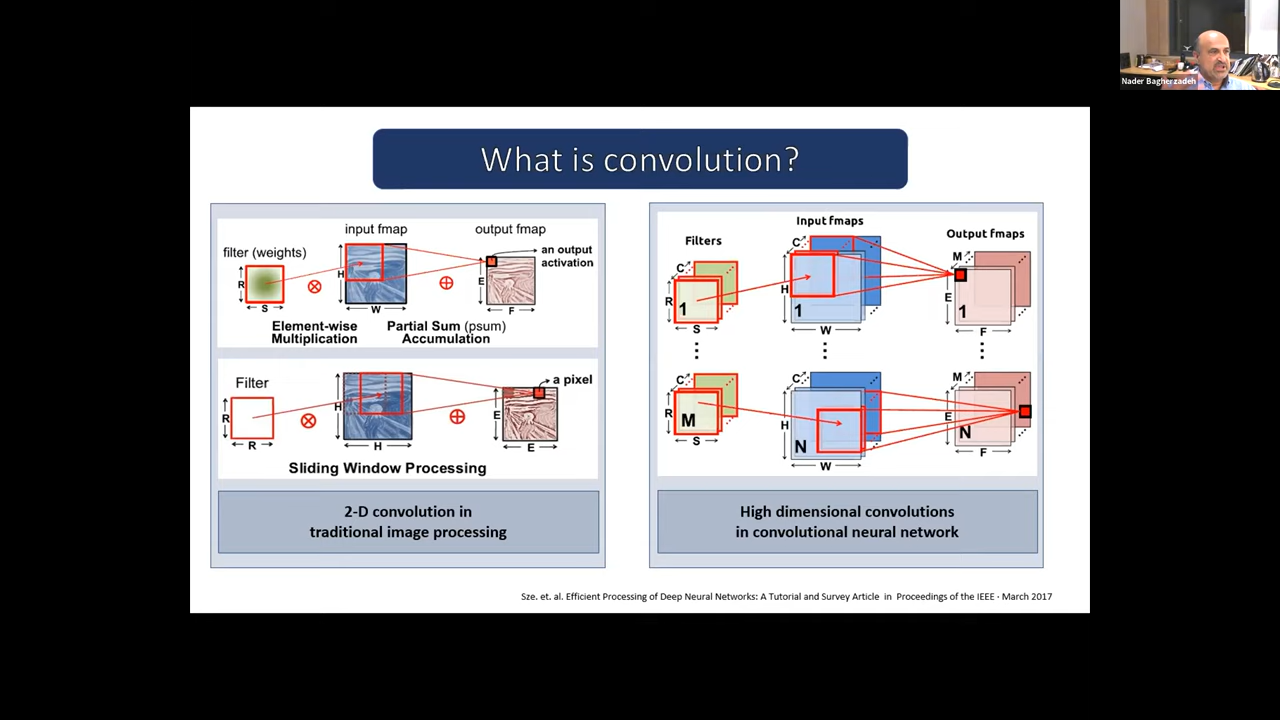 Nader Bagherzadeh
What is convolution?
input fmap
output fmap
filter (weights)
an output
activation
R
H
E
S
W
F
Element-wise
Multiplication
Partial Sum (psum)
Accumulation
Filter
a pixel
R
H
E
R
H
E
Sliding Window Processing
2-D convolution in
traditional image processing
Input fmaps
Filters
Output fmaps
C
C
M
R
1
H
1
E
1
S
W
F
C
C
M
R
M
H
N
E
N
S
W
F
High dimensional convolutions
in convolutional neural network
Sze. et. al. Efficient Processing of Deep Neural Networks: A Tutorial and Survey Article in Proceedings of the IEEE · March 2017